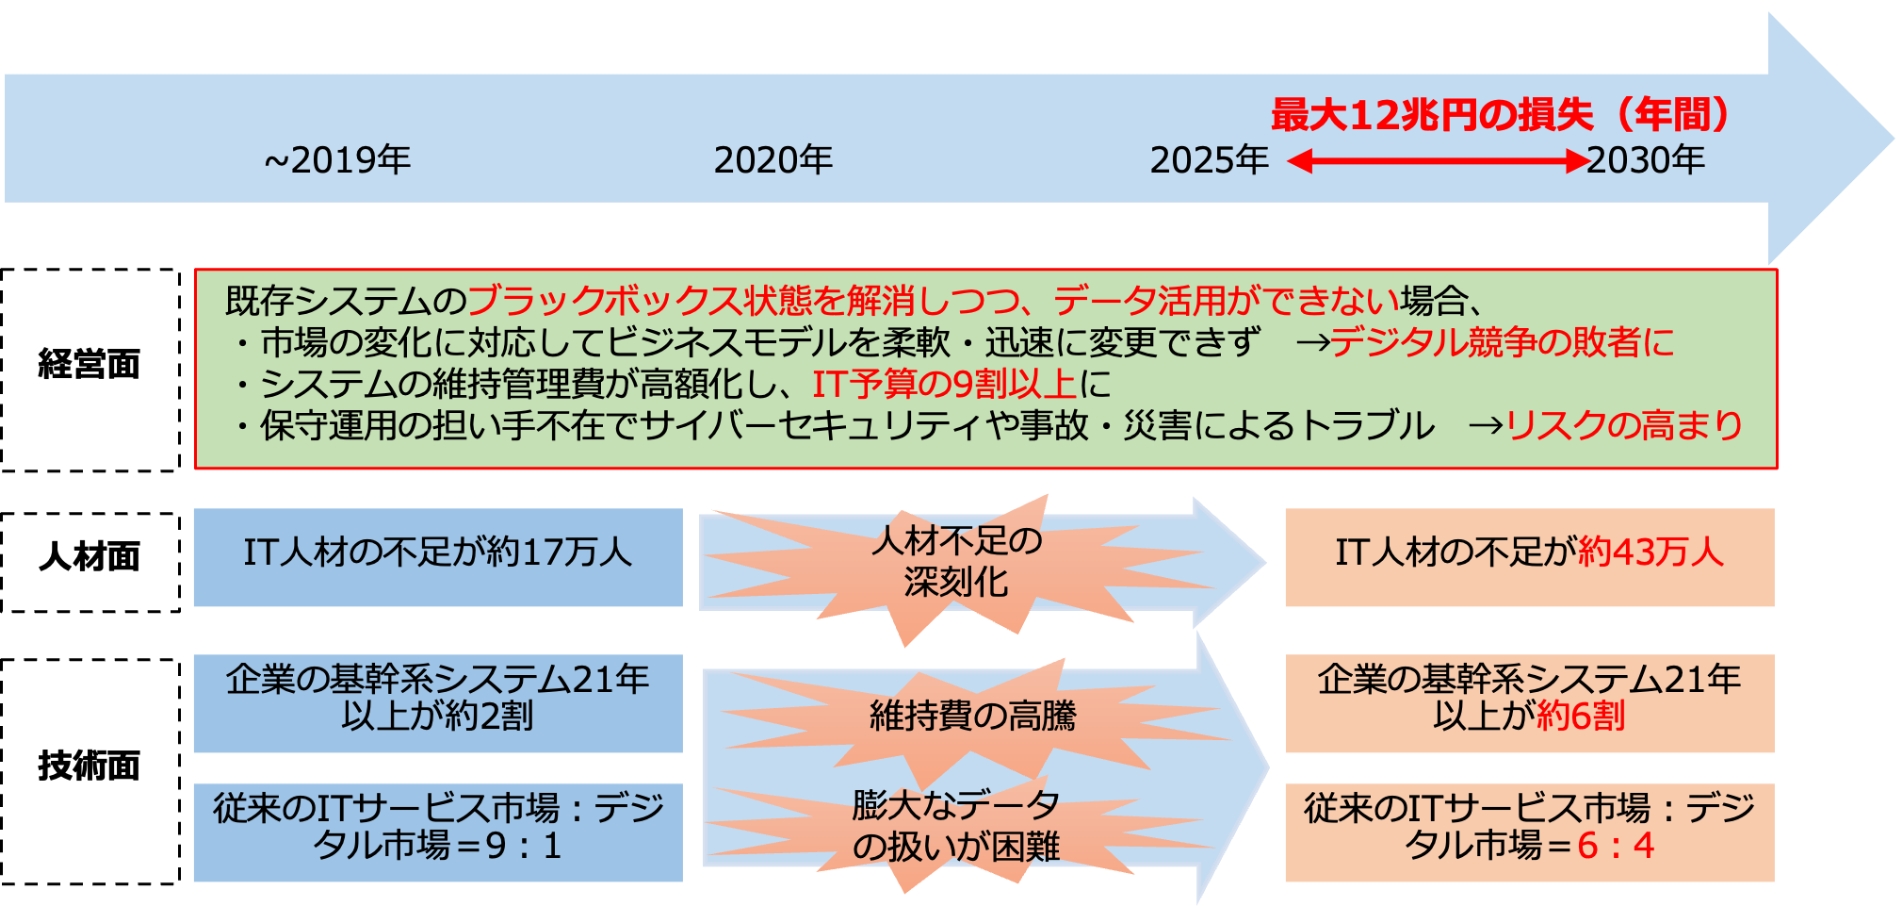 最大12兆円の損失（年間）
~2019年
2020年
2025年
2030年
経営面
既存システムのブラックボックス状態を解消しつつ、データ活用ができない場合、
・市場の変化に対応してビジネスモデルを柔軟・迅速に変更できず　→デジタル競争の敗者に
・システムの維持管理費が高額化し、IT予算の9割以上に
・保守運用の担い手不在でサイバーセキュリティや事故・災害によるトラブル　→リスクの高まり
人材面
IT人材の不足が約17万人
人材不足の
深刻化
IT人材の不足が約43万人
技術面
企業の基幹系システム21年
以上が約2割
維持費の高騰
企業の基幹系システム21年
以上が約6割
従来のITサービス市場：デジ
タル市場＝9：1
膨大なデータ
の扱いが困難
従来のITサービス市場：デジ
タル市場＝6：4